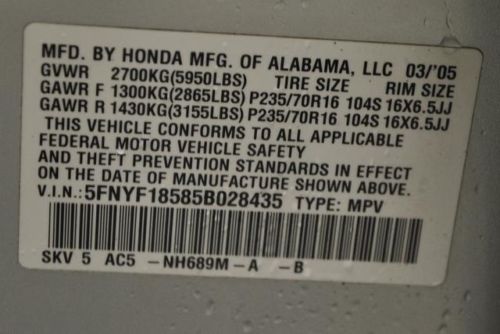 MFD. BY HONDA MFG. OF ALABAMA, LLC 03/'05
GVWR 2700KG(5950LBS) TIRE SIZE RIM SIZE
GAWR F 1300KG(2865LBS) P235/70R16 104S 16X6.5JJ
GAWR R 1430KG(3155LBS) P235/70R16 104S 16X6.5JJ
THIS VEHICLE CONFORMS TO ALL APPLICABLE
FEDERAL MOTOR VEHICLE SAFETY
AND THEFT PREVENTION STANDARDS IN EFFECT
ON THE DATE OF MANUFACTURE SHOWN ABOVE.
V.I.N.:5FNYF18585B028435 TYPE: MPV
SKV 5 AC5 -NH689M-A -B